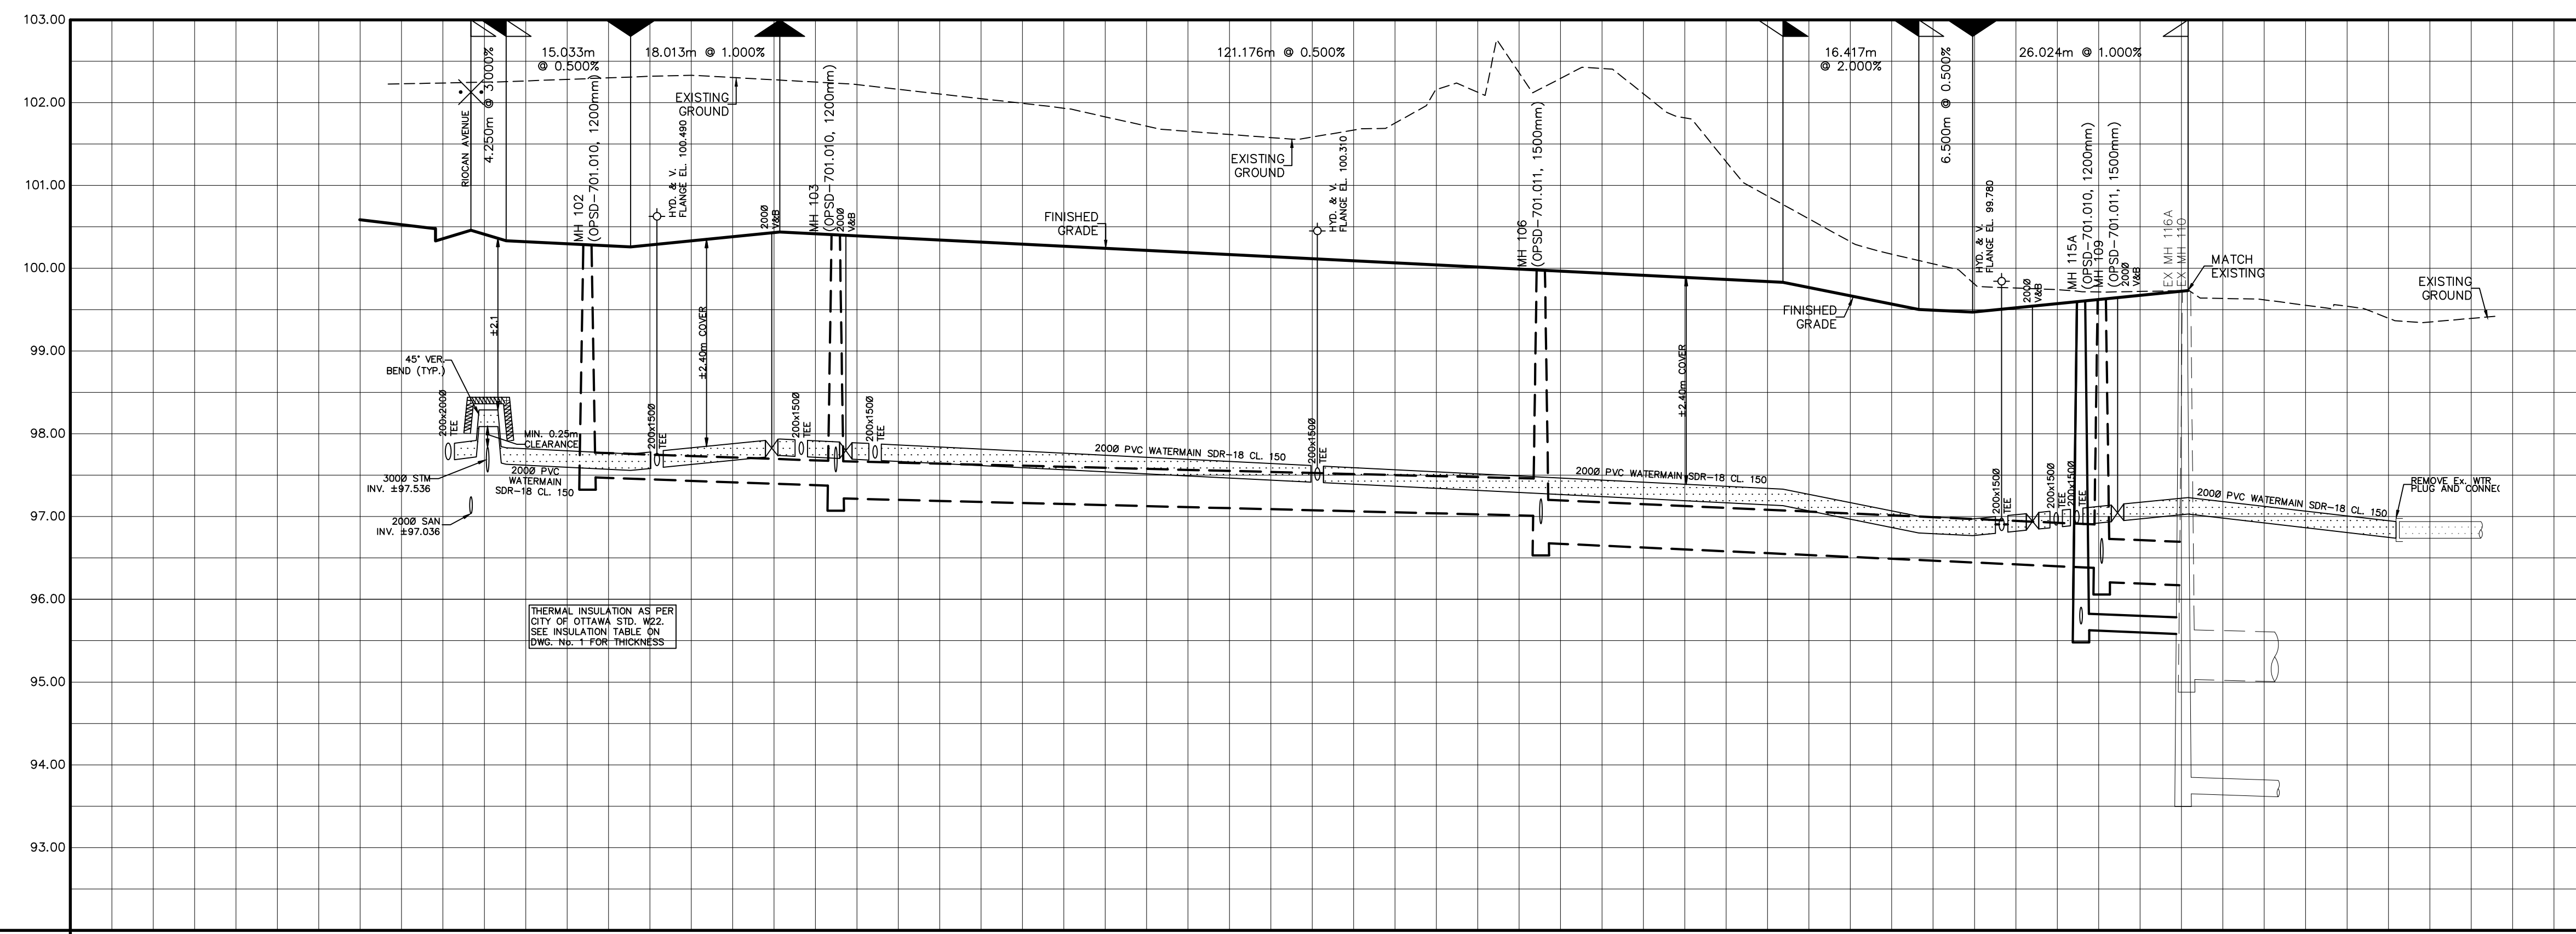 103.00
102.00
101.00
100.00
99.00
98.00
97.00
96.00
95.00
94.00
93.00
RIOCAN AVENUE
4.250m @ 3.000%
15.033m
@ 0.500%
18.013m @ 1.000%
121.176m @ 0.500%
16.417m
@ 2.000%
6.500m @ 0.500%
26.024m @ 1.000%
MH 102
(OPSD-701.010, 1200mm)
HYD. & V.
FLANGE EL. 100.490
EXISTING
GROUND
200Ø
V&B
MH 103
(OPSD-701.010, 1200mm)
200Ø
V&B
FINISHED
GRADE
EXISTING
GROUND
HYD. & V.
FLANGE EL. 100.310
MH 106
(OPSD-701.011, 1500mm)
FINISHED
GRADE
HYD. & V.
FLANGE EL. 99.780
200Ø
V&B
MH 115A
(OPSD-701.010, 1200mm)
MH 109
(OPSD-701.011, 1500mm)
200Ø
V&B
EX MH 116A
EX MH 110
MATCH
EXISTING
EXISTING
GROUND
±2.1
±2.40m COVER
±2.40m COVER
45° VER.
BEND (TYP.)
200x200Ø
TEE
MIN. 0.25m
CLEARANCE
300Ø STM
INV. ±97.536
200Ø SAN
INV. ±97.036
200Ø PVC
WATERMAIN
SDR-18 CL. 150
200x150Ø
TEE
200x150Ø
TEE
200x150Ø
TEE
200Ø PVC WATERMAIN SDR-18 CL. 150
200x150Ø
TEE
200Ø PVC WATERMAIN SDR-18 CL. 150
200x150Ø
TEE
200x150Ø
TEE
200x150Ø
TEE
200Ø PVC WATERMAIN SDR-18 CL. 150
REMOVE Ex. WTR
PLUG AND CONNEC
THERMAL INSULATION AS PER
CITY OF OTTAWA STD. W22.
SEE INSULATION TABLE ON
DWG. No. 1 FOR THICKNESS